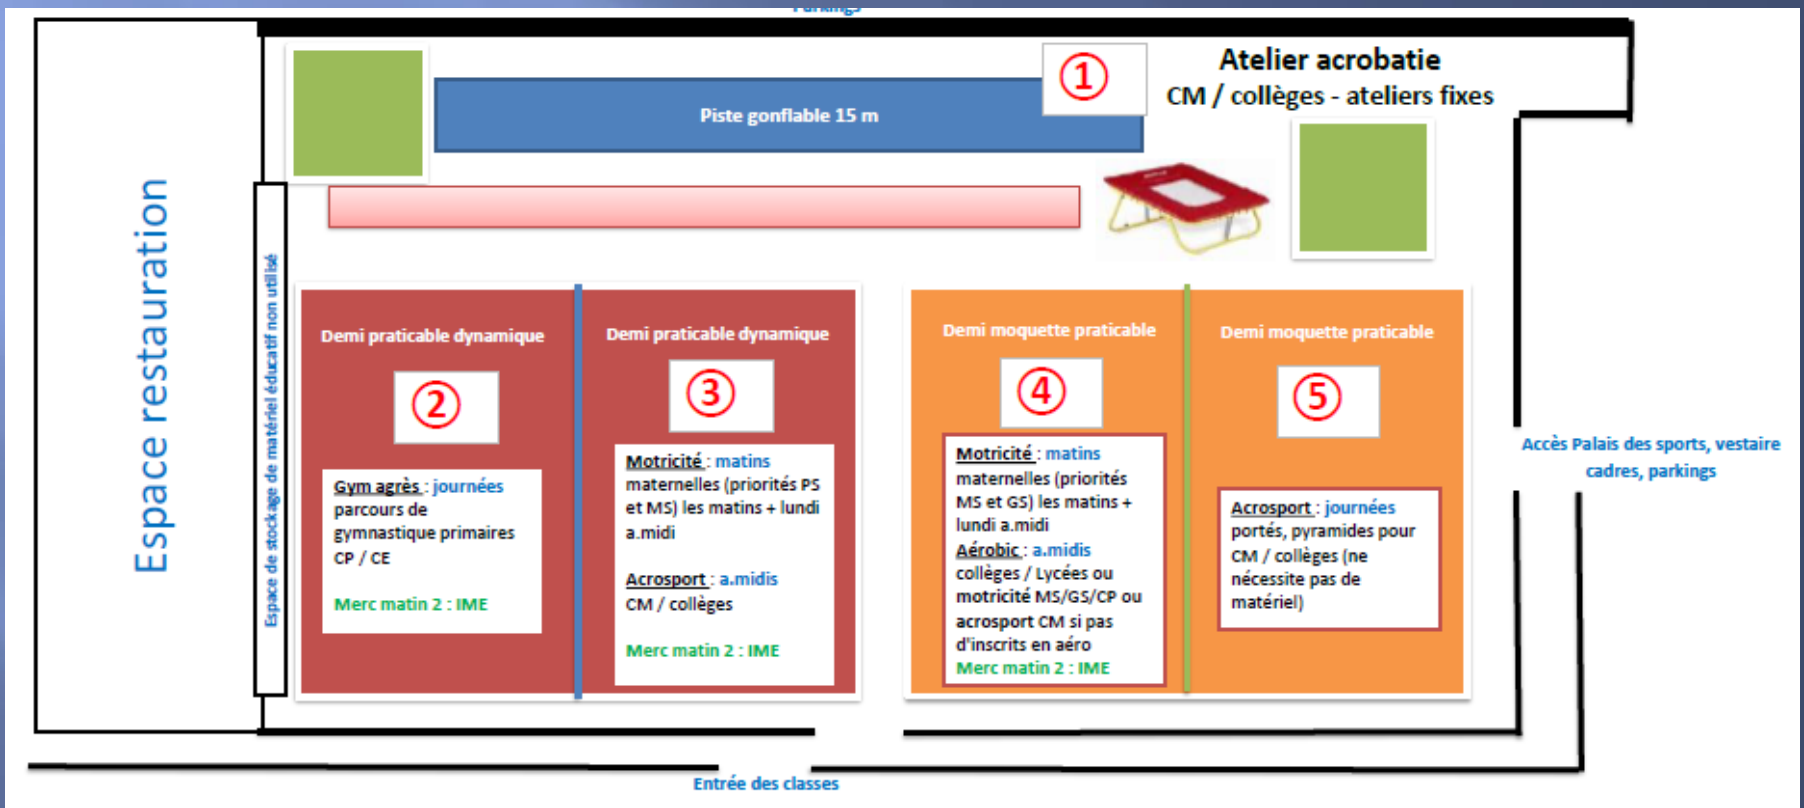 Parkings
Atelier acrobatie
CM / collèges - ateliers fixes
①
Piste gonflable 15 m
Espace restauration
Espace de stockage de matériel éducatif non utilisé
Demi praticable dynamique
②
Gym agrès : journées
parcours de
gymnastique primaires
CP / CE
Merc matin 2 : IME
Demi praticable dynamique
③
Motricité : matins
maternelles (priorités PS
et MS) les matins + lundi
a.midi
Acrosport : a.midis
CM / collèges
Merc matin 2 : IME
Demi moquette praticable
④
Motricité : matins
maternelles (priorités
MS et GS) les matins +
lundi a.midi
Aérobic : a.midis
collèges / Lycées ou
motricité MS/GS/CP ou
acrosport CM si pas
d'inscrits en aéro
Merc matin 2 : IME
Demi moquette praticable
⑤
Acrosport : journées
portés, pyramides pour
CM / collèges (ne
nécessite pas de
matériel)
Accès Palais des sports, vestaire
cadres, parkings
Entrée des classes